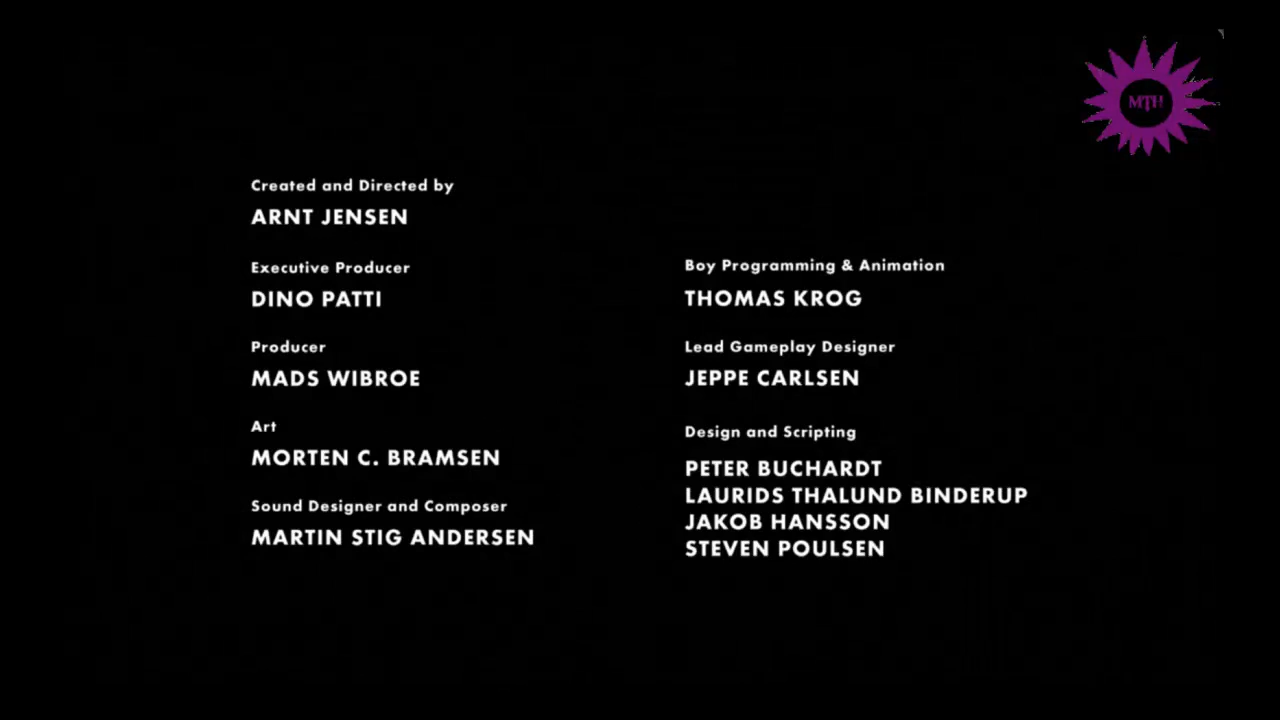 MTH
Created and Directed by
ARNT JENSEN
Executive Producer
DINO PATTI
Producer
MADS WIBROE
Art
MORTEN C. BRAMSEN
Sound Designer and Composer
MARTIN STIG ANDERSEN
Boy Programming & Animation
THOMAS KROG
Lead Gameplay Designer
JEPPE CARLSEN
Design and Scripting
PETER BUCHARDT
LAURIDS THALUND BINDERUP
JAKOB HANSSON
STEVEN POULSEN